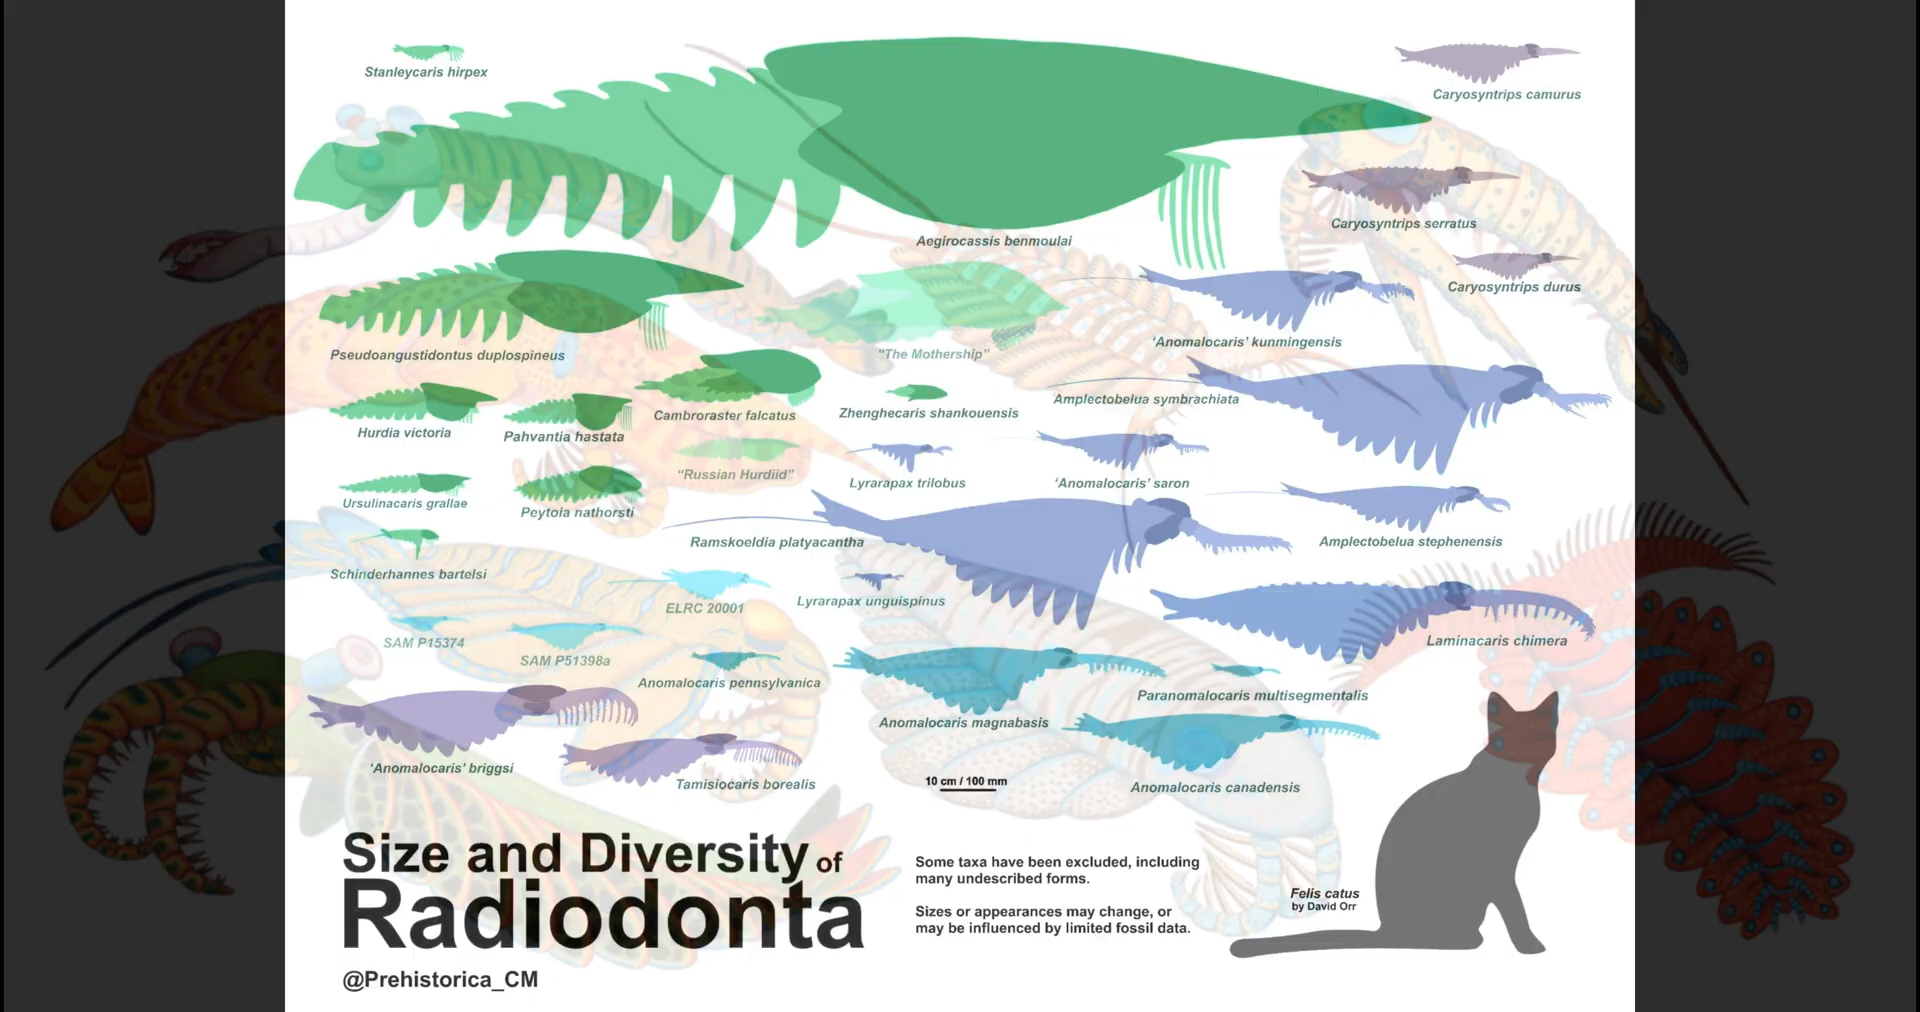 Stanleycaris hirpex
Caryosyntrips camurus
Caryosyntrips serratus
Aegirocassis benmoulai
Caryosyntrips durus
‘Anomalocaris’ kunmingensis
Pseudoangustidontus duplospineus
“The Mothership”
Amplectobelua symbrachiata
Cambroraster falcatus
Zhenghecaris shankouensis
Hurdia victoria
Pahvantia hastata
“Russian Hurdiid”
Lyrarapax trilobus
‘Anomalocaris’ saron
Ursulinacaris grallae
Peytoia nathorsti
Ramskoeldia platyacantha
Amplectobelua stephenensis
Schinderhannes bartelsi
ELRC 20001
Lyrarapax unguispinus
SAM P15374
SAM P51398a
Laminacaris chimera
Anomalocaris pennsylvanica
Paranomalocaris multisegmentalis
Anomalocaris magnabasis
‘Anomalocaris’ briggsi
Tamisiocaris borealis
10 cm / 100 mm
Anomalocaris canadensis
Size and Diversity of
Radiodonta
@Prehistorica_CM
Some taxa have been excluded, including
many undescribed forms.
Sizes or appearances may change, or
may be influenced by limited fossil data.
Felis catus
by David Orr